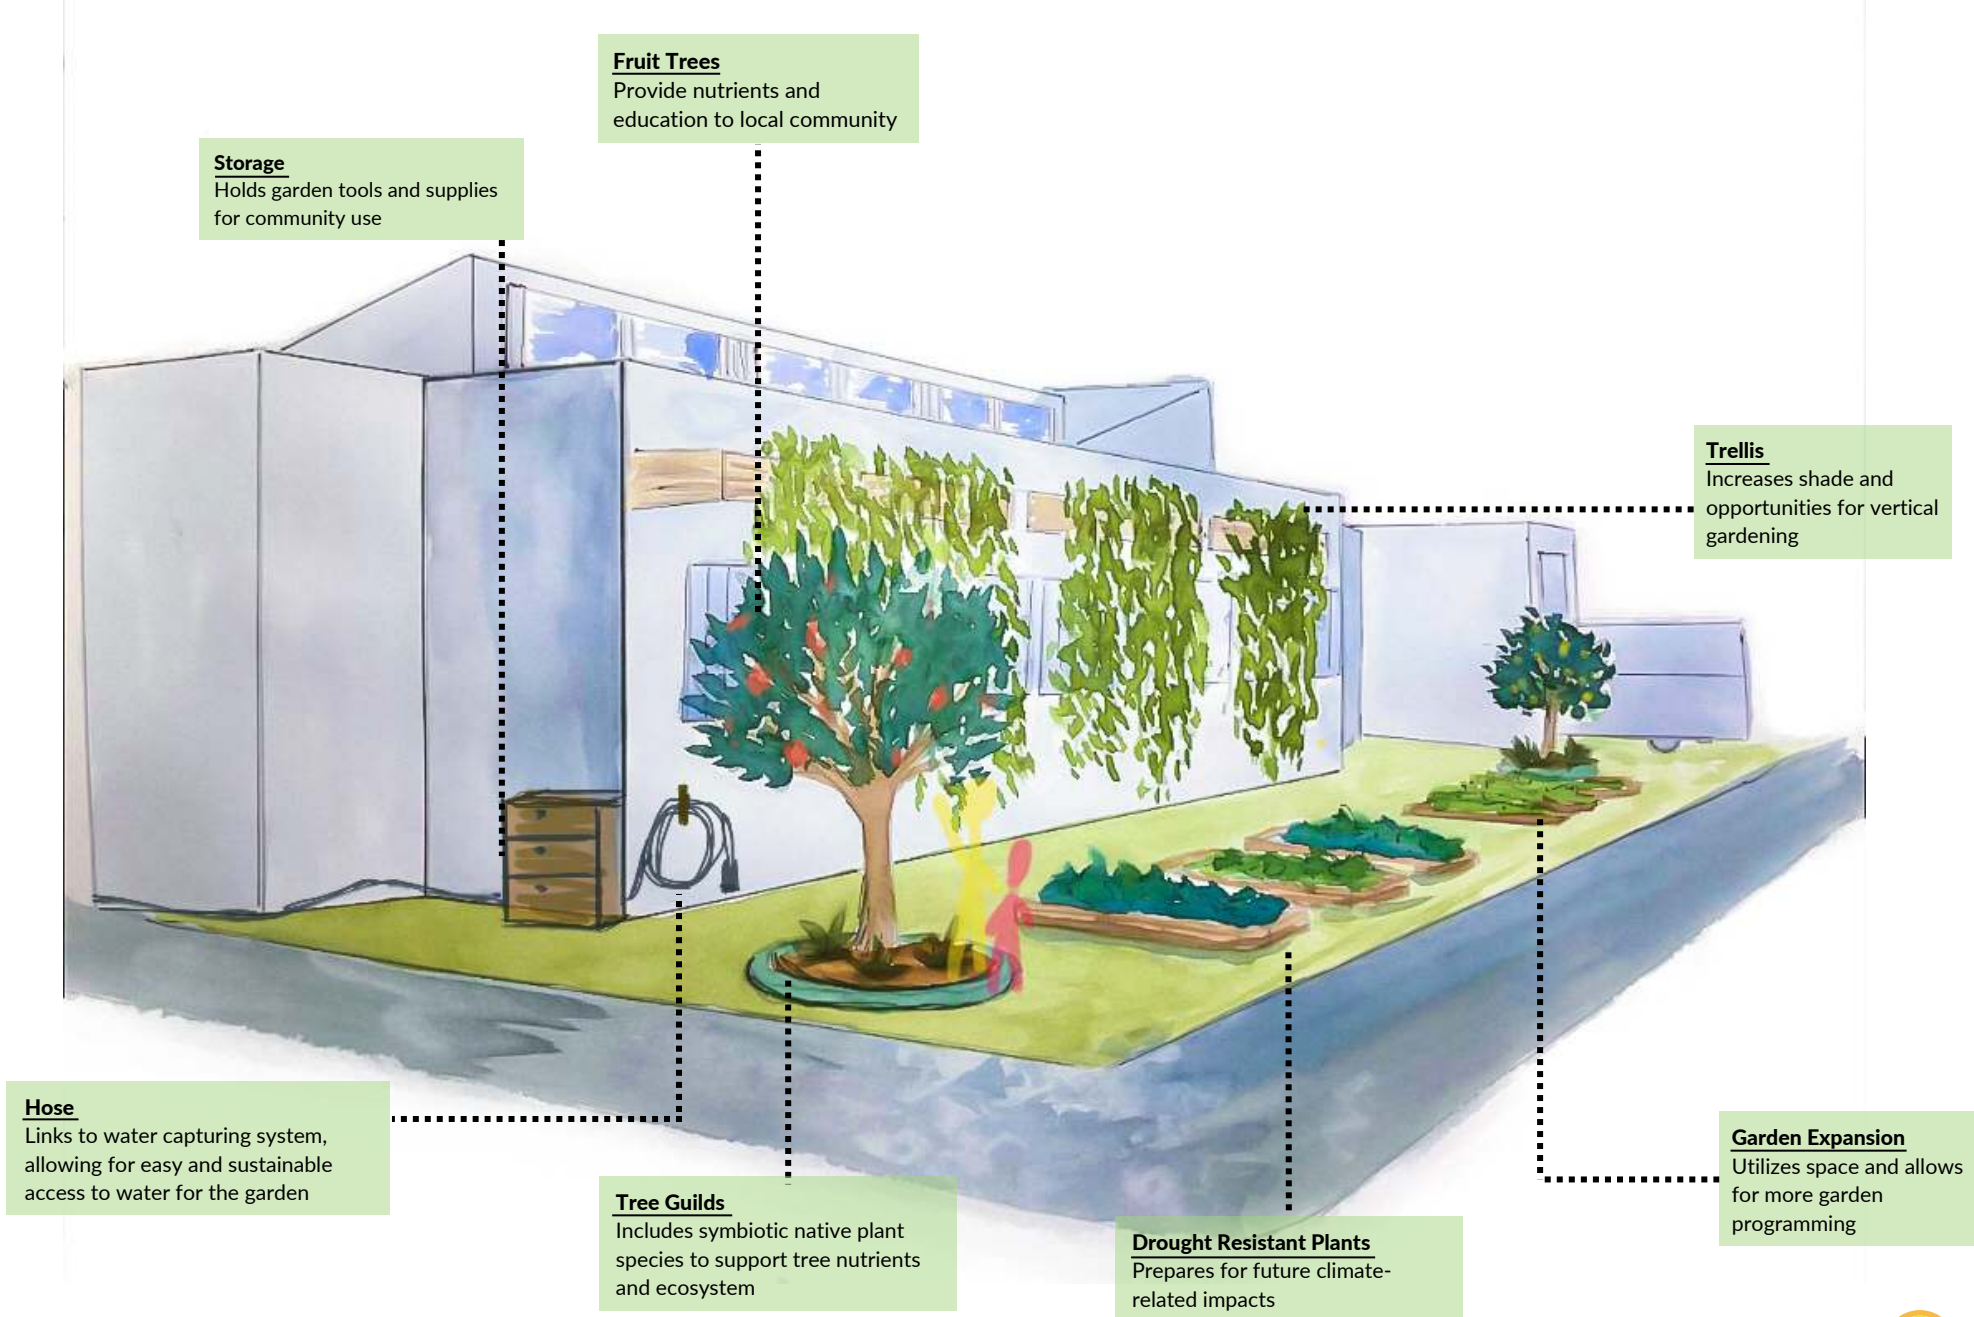 Fruit Trees
Provide nutrients and
education to local community
Storage
Holds garden tools and supplies
for community use
Trellis
Increases shade and
opportunities for vertical
gardening
Hose
Links to water capturing system,
allowing for easy and sustainable
access to water for the garden
Tree Guilds
Includes symbiotic native plant
species to support tree nutrients
and ecosystem
Drought Resistant Plants
Prepares for future climate-
related impacts
Garden Expansion
Utilizes space and allows
for more garden
programming